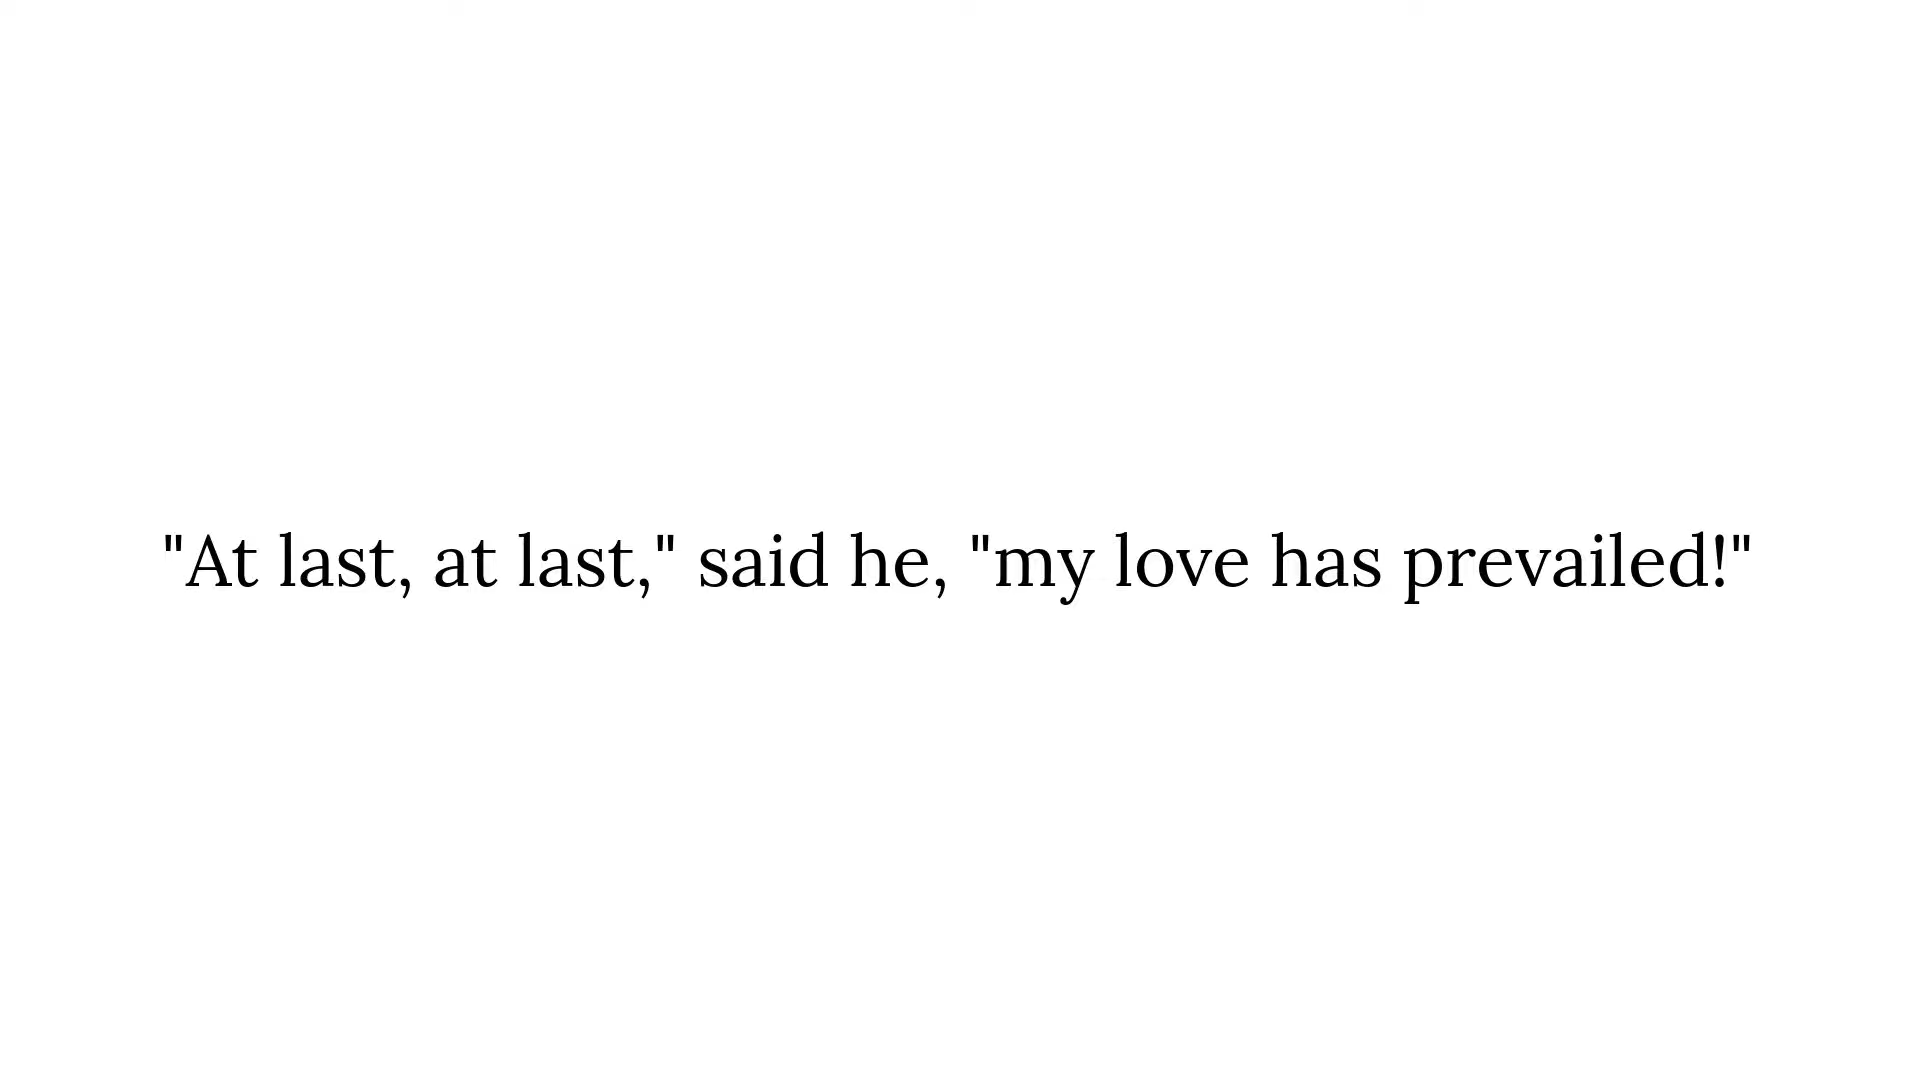 "At last, at last," said he, "my love has prevailed!"